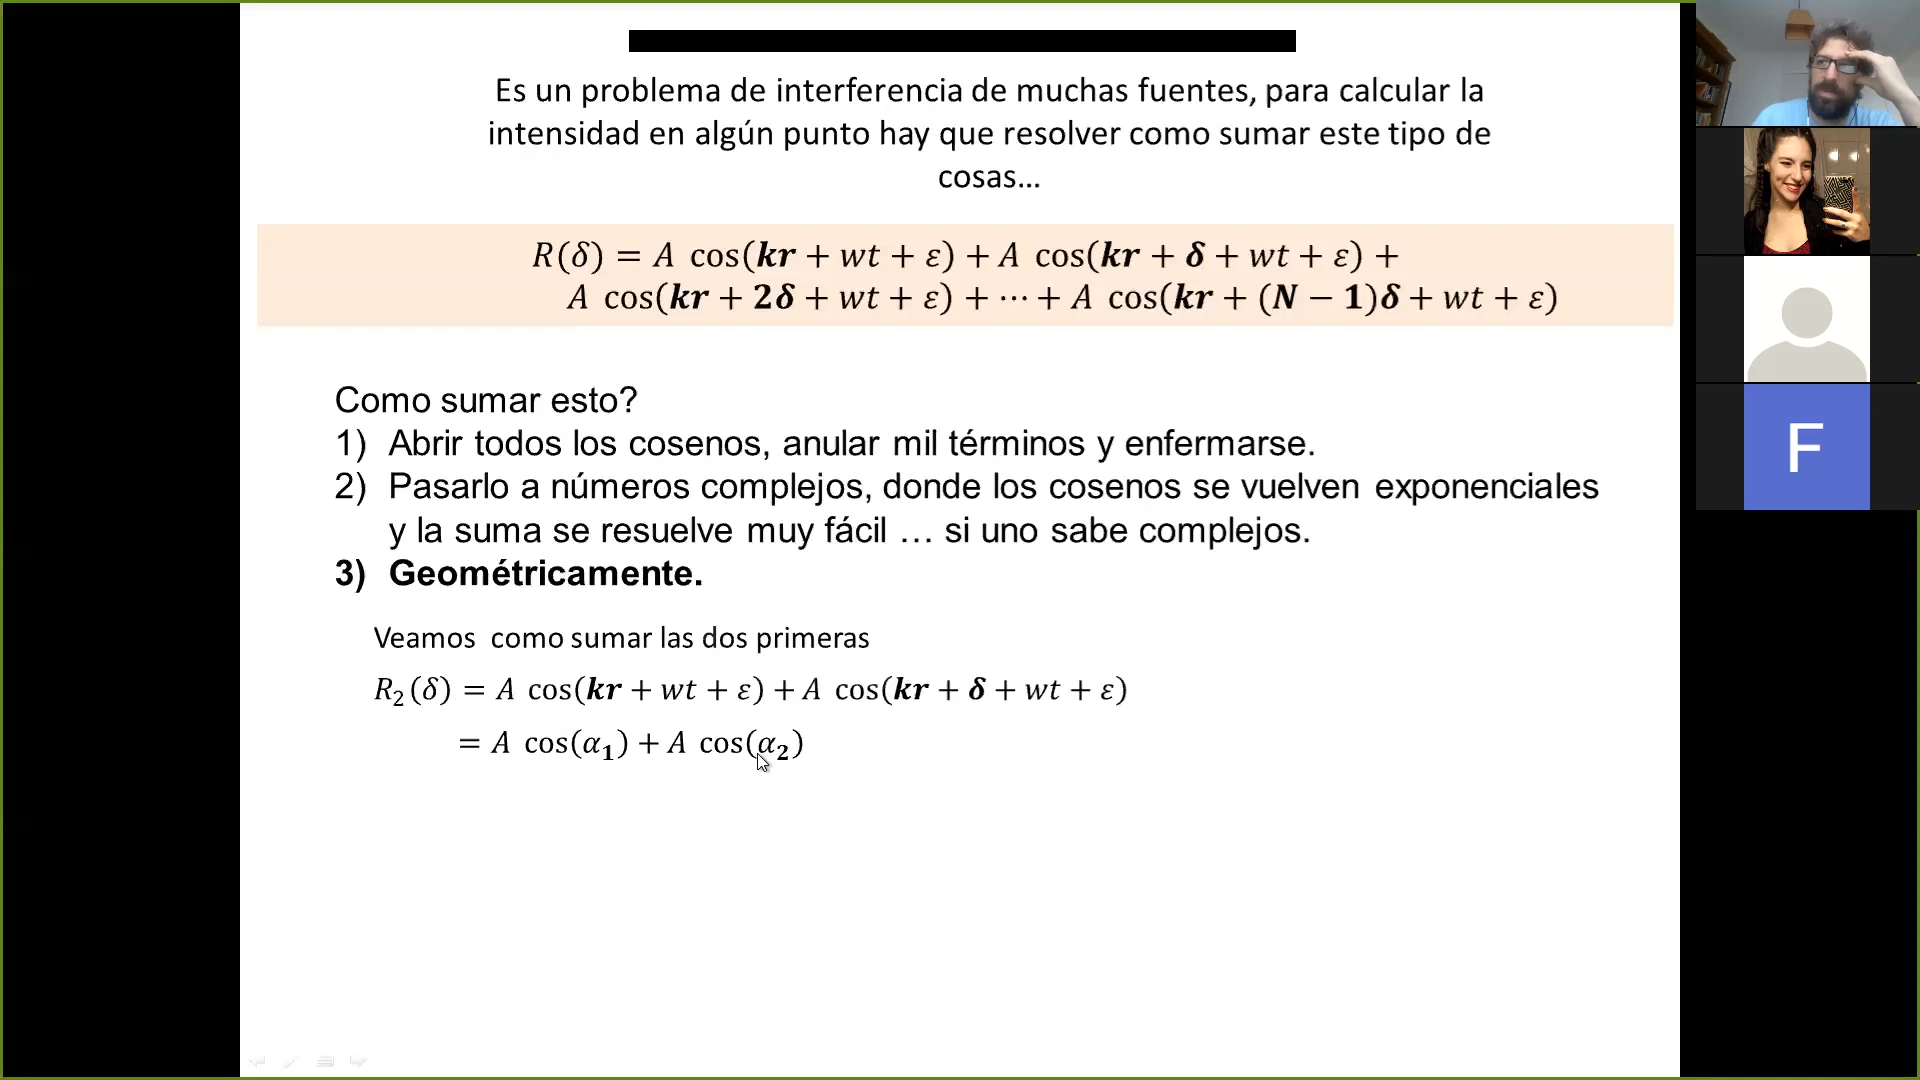 Es un problema de interferencia de muchas fuentes, para calcular la
intensidad en algún punto hay que resolver como sumar este tipo de
cosas…
R(δ) = A cos(kr + wt + ε) + A cos(kr + δ + wt + ε) +
A cos(kr + 2δ + wt + ε) + ⋯ + A cos(kr + (N − 1)δ + wt + ε)
Como sumar esto?
1) Abrir todos los cosenos, anular mil términos y enfermarse.
2) Pasarlo a números complejos, donde los cosenos se vuelven exponenciales
y la suma se resuelve muy fácil … si uno sabe complejos.
3) Geométricamente.
Veamos como sumar las dos primeras
R₂(δ) = A cos(kr + wt + ε) + A cos(kr + δ + wt + ε)
= A cos(α₁) + A cos(α₂)
F